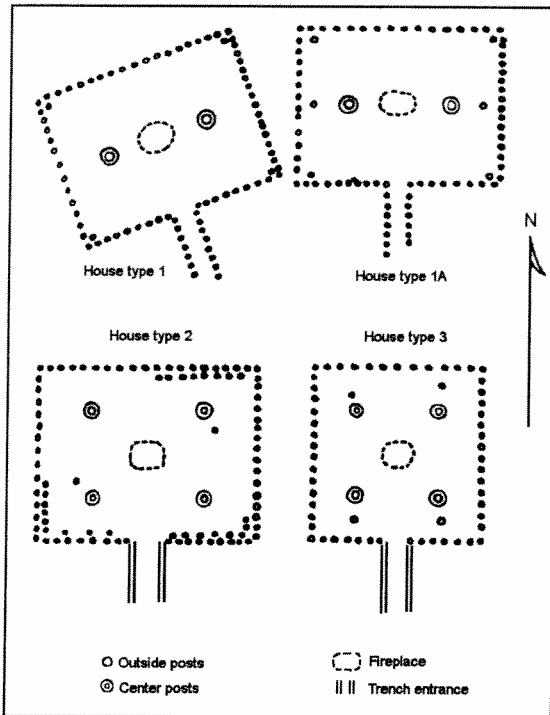 House type 1
House type 1A
N
House type 2
House type 3
Outside posts
Fireplace
Center posts
Trench entrance